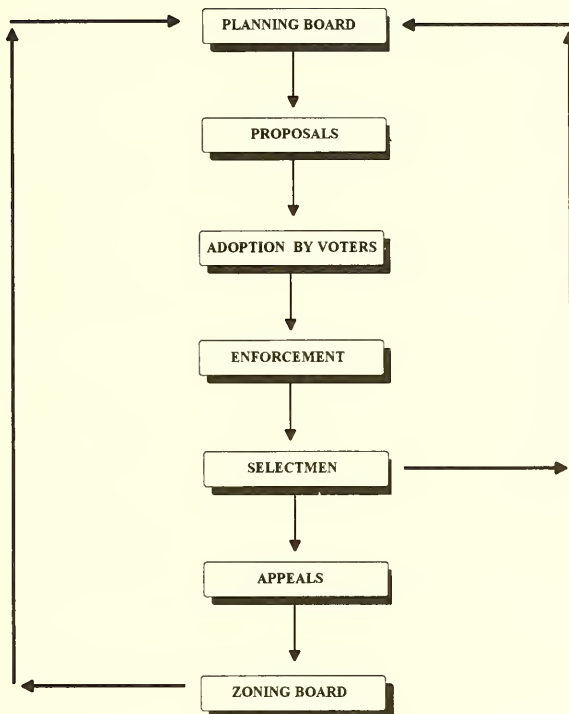 PLANNING BOARD
PROPOSALS
ADOPTION BY VOTERS
ENFORCEMENT
SELECTMEN
APPEALS
ZONING BOARD